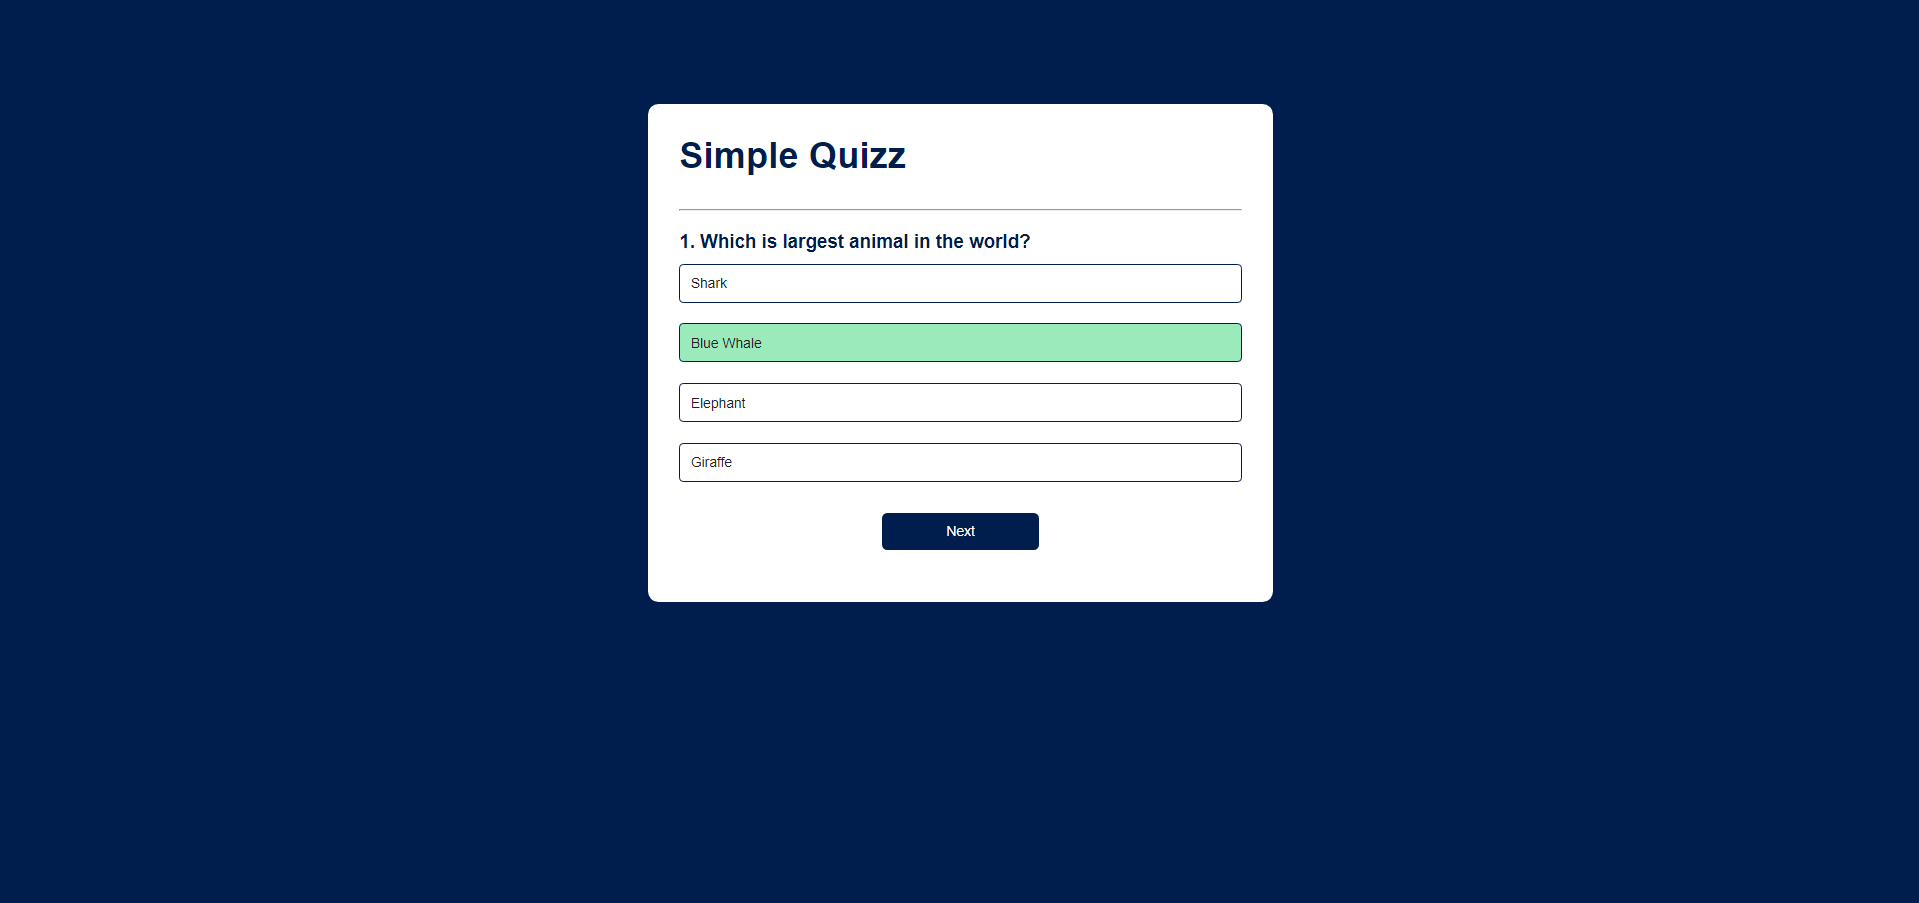 Simple Quizz
1. Which is largest animal in the world?
Shark
Blue Whale
Elephant
Giraffe
Next